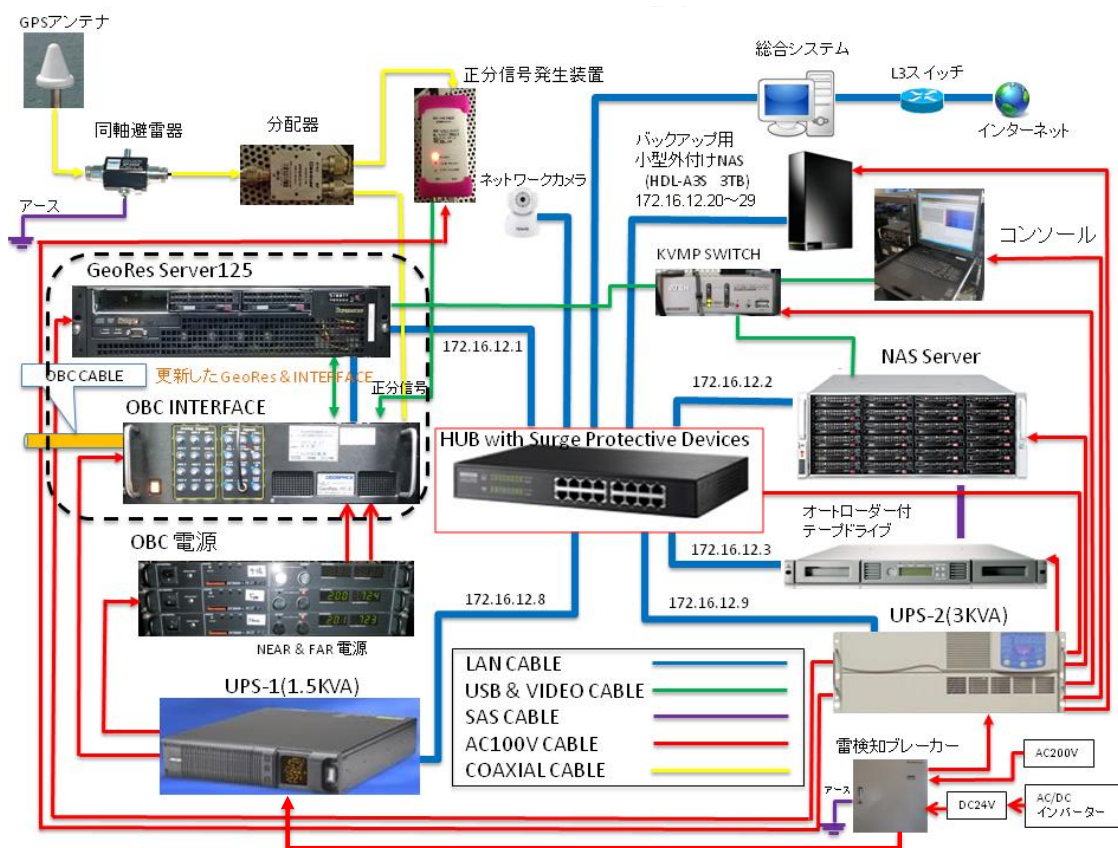 GPSアンテナ
同軸避雷器
分配器
正分信号発生装置
総合システム
L3スイッチ
インターネット
アース
ネットワークカメラ
バックアップ用
小型外付けNAS
(HDL-A3S 3TB)
172.16.12.20～29
コンソール
KVMP SWITCH
GeoRes Server125
172.16.12.1
NAS Server
OBC CABLE
更新したGeoRes & INTERFACE
正分信号
OBC INTERFACE
172.16.12.2
HUB with Surge Protective Devices
オートローダー付
テープドライブ
OBC 電源
172.16.12.3
172.16.12.8
172.16.12.9
UPS-2(3KVA)
NEAR & FAR 電源
UPS-1(1.5KVA)
LAN CABLE
USB & VIDEO CABLE
SAS CABLE
AC100V CABLE
COAXIAL CABLE
雷検知ブレーカー
AC200V
アース
DC24V
AC/DC
インバーター